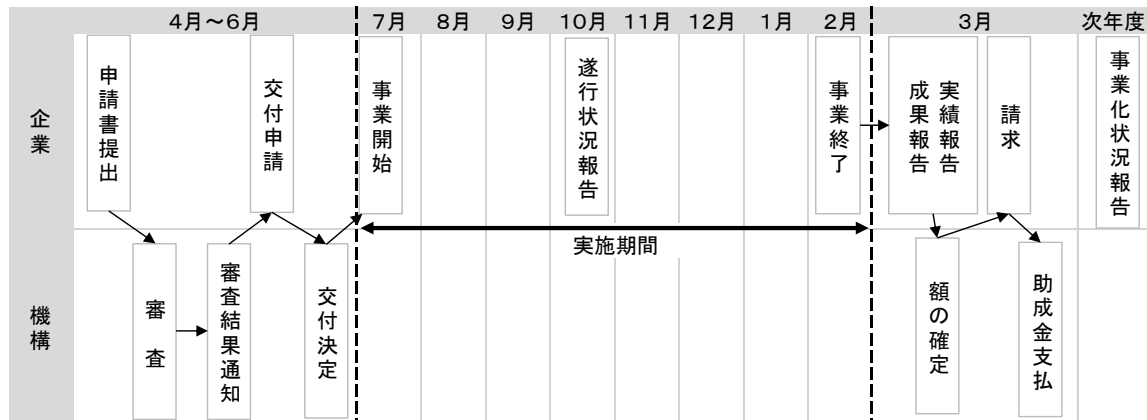 4月～6月
7月
8月
9月
10月
11月
12月
1月
2月
3月
次年度
企業
申請書提出
交付申請
事業開始
遂行状況報告
事業終了
実績報告
成果報告
請求
事業化状況報告
実施期間
機構
審査
審査結果通知
交付決定
額の確定
助成金支払